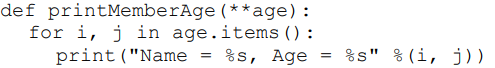 def printMemberAge(**age):
  for i, j in age.items():
    print("Name = %s, Age = %s" %(i, j))